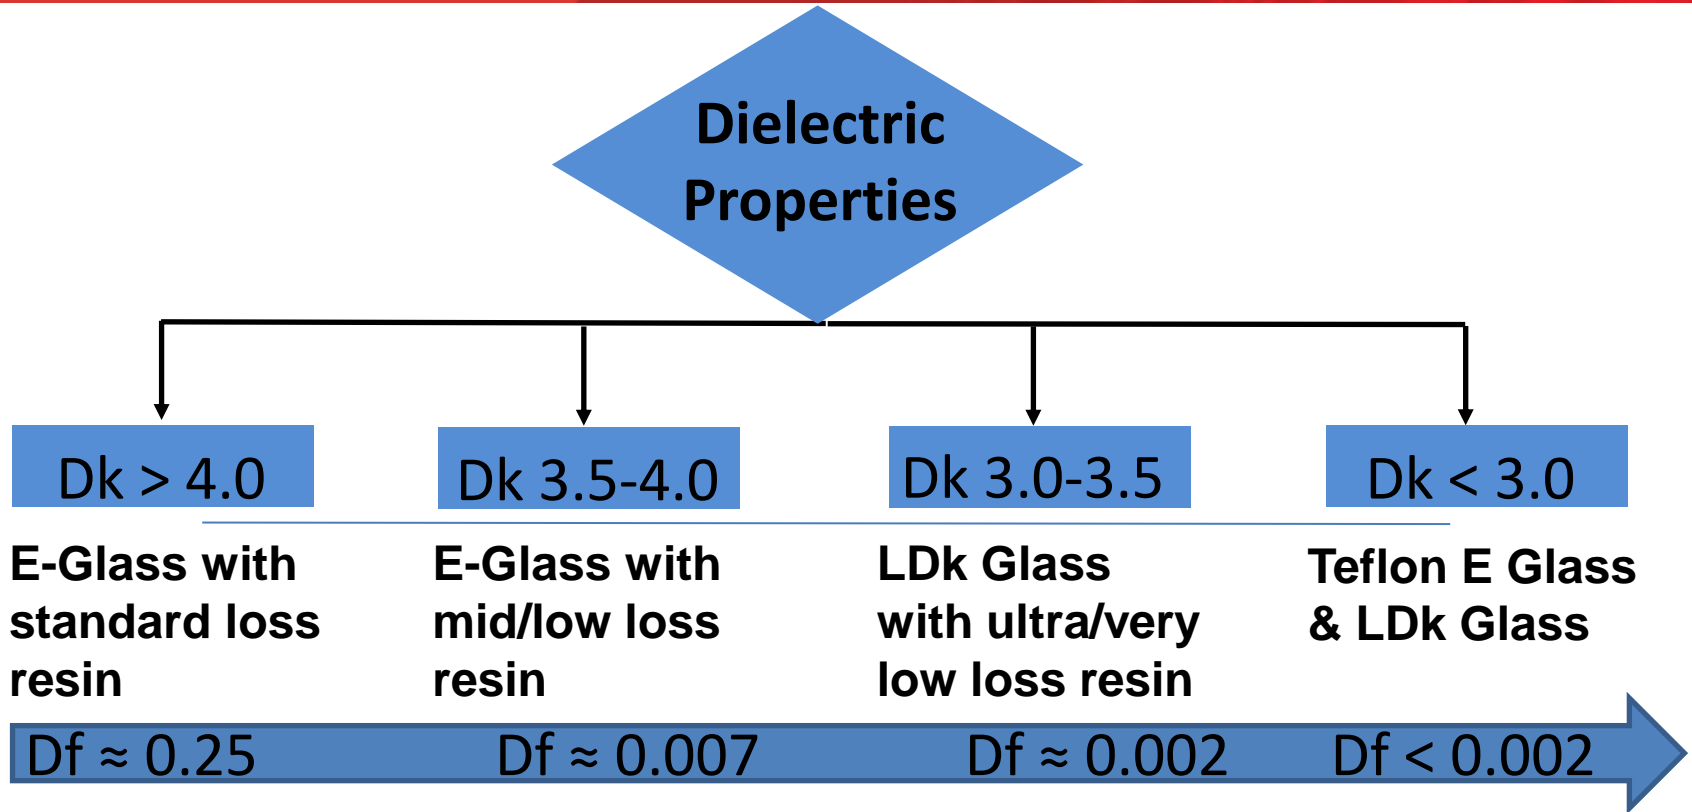 Dielectric
Properties
Dk > 4.0
Dk 3.5-4.0
Dk 3.0-3.5
Dk < 3.0
E-Glass with
standard loss
resin
E-Glass with
mid/low loss
resin
LDk Glass
with ultra/very
low loss resin
Teflon E Glass
& LDk Glass
Df ≈ 0.25
Df ≈ 0.007
Df ≈ 0.002
Df < 0.002